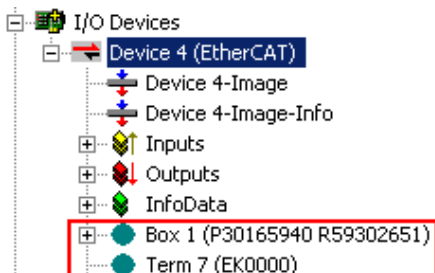 I/O Devices
Device 4 (EtherCAT)
Device 4-Image
Device 4-Image-Info
Inputs
Outputs
InfoData
Box 1 (P30165940 R59302651)
Term 7 (EK0000)